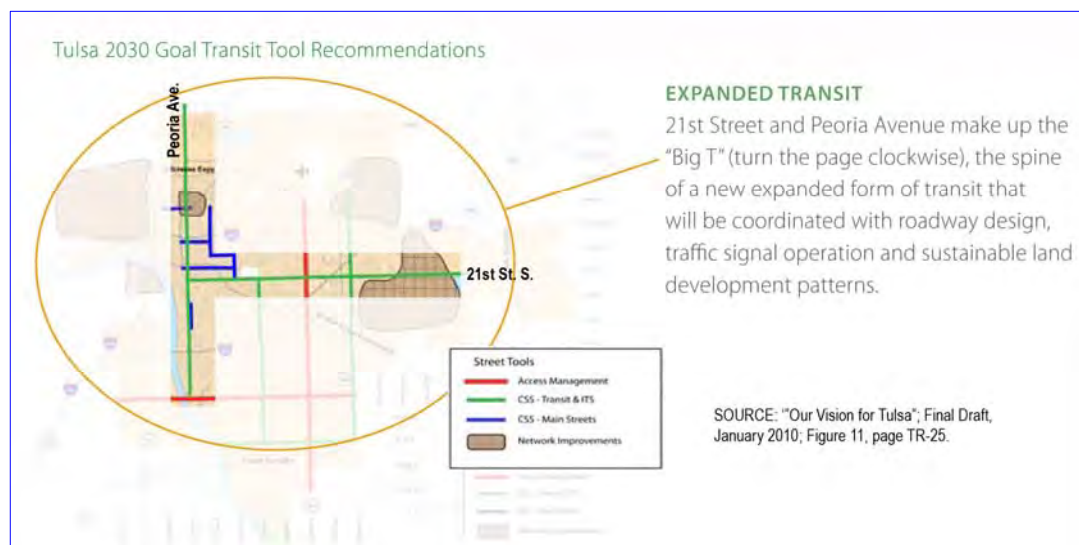 Tulsa 2030 Goal Transit Tool Recommendations
Peoria Ave.
21st St. S.
EXPANDED TRANSIT
21st Street and Peoria Avenue make up the
“Big T” (turn the page clockwise), the spine
of a new expanded form of transit that
will be coordinated with roadway design,
traffic signal operation and sustainable land
development patterns.
Street Tools
Access Management
CSS - Transit & ITS
CSS - Main Streets
Network Improvements
SOURCE: “Our Vision for Tulsa”; Final Draft,
January 2010; Figure 11, page TR-25.